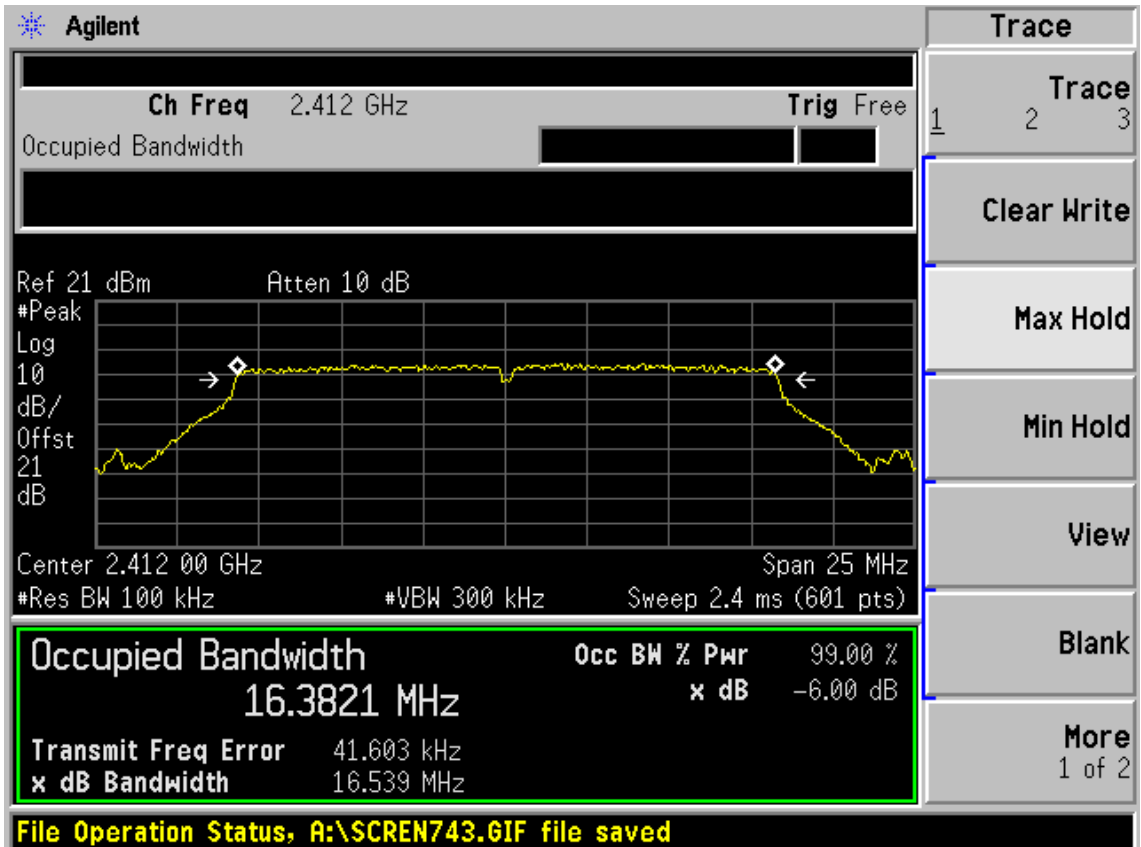 Agilent
Trace
Ch Freq 2.412 GHz Trig Free
Occupied Bandwidth
Trace
1 2 3
Clear Write
Max Hold
Min Hold
View
Blank
More
1 of 2
Ref 21 dBm Atten 10 dB
#Peak
Log
10
dB/
Offst
21
dB
Center 2.412 00 GHz Span 25 MHz
#Res BW 100 kHz #VBW 300 kHz Sweep 2.4 ms (601 pts)
Occupied Bandwidth Occ BW % Pwr 99.00 %
16.3821 MHz x dB -6.00 dB
Transmit Freq Error 41.603 kHz
x dB Bandwidth 16.539 MHz
File Operation Status, A:\SCREN743.GIF file saved